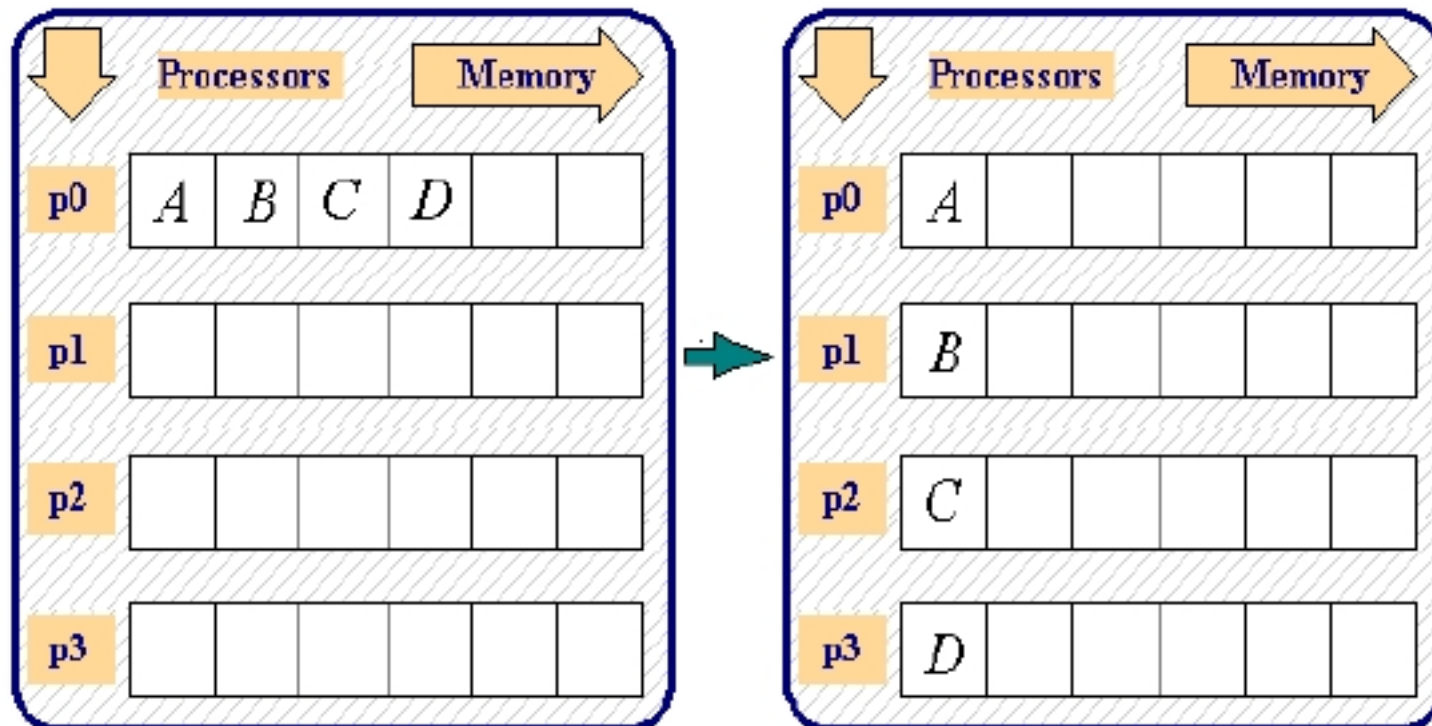 Processors Memory
p0 A B C D
p1
p2
p3
Processors Memory
p0 A
p1 B
p2 C
p3 D